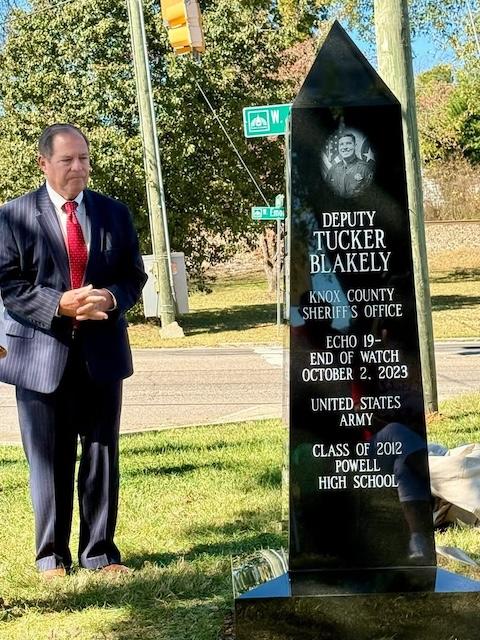 W.
W Emo
DEPUTY
TUCKER
BLAKELY
KNOX COUNTY
SHERIFF'S OFFICE
ECHO 19-
END OF WATCH
OCTOBER 2, 2023
UNITED STATES
ARMY
CLASS OF 2012
POWELL
HIGH SCHOOL